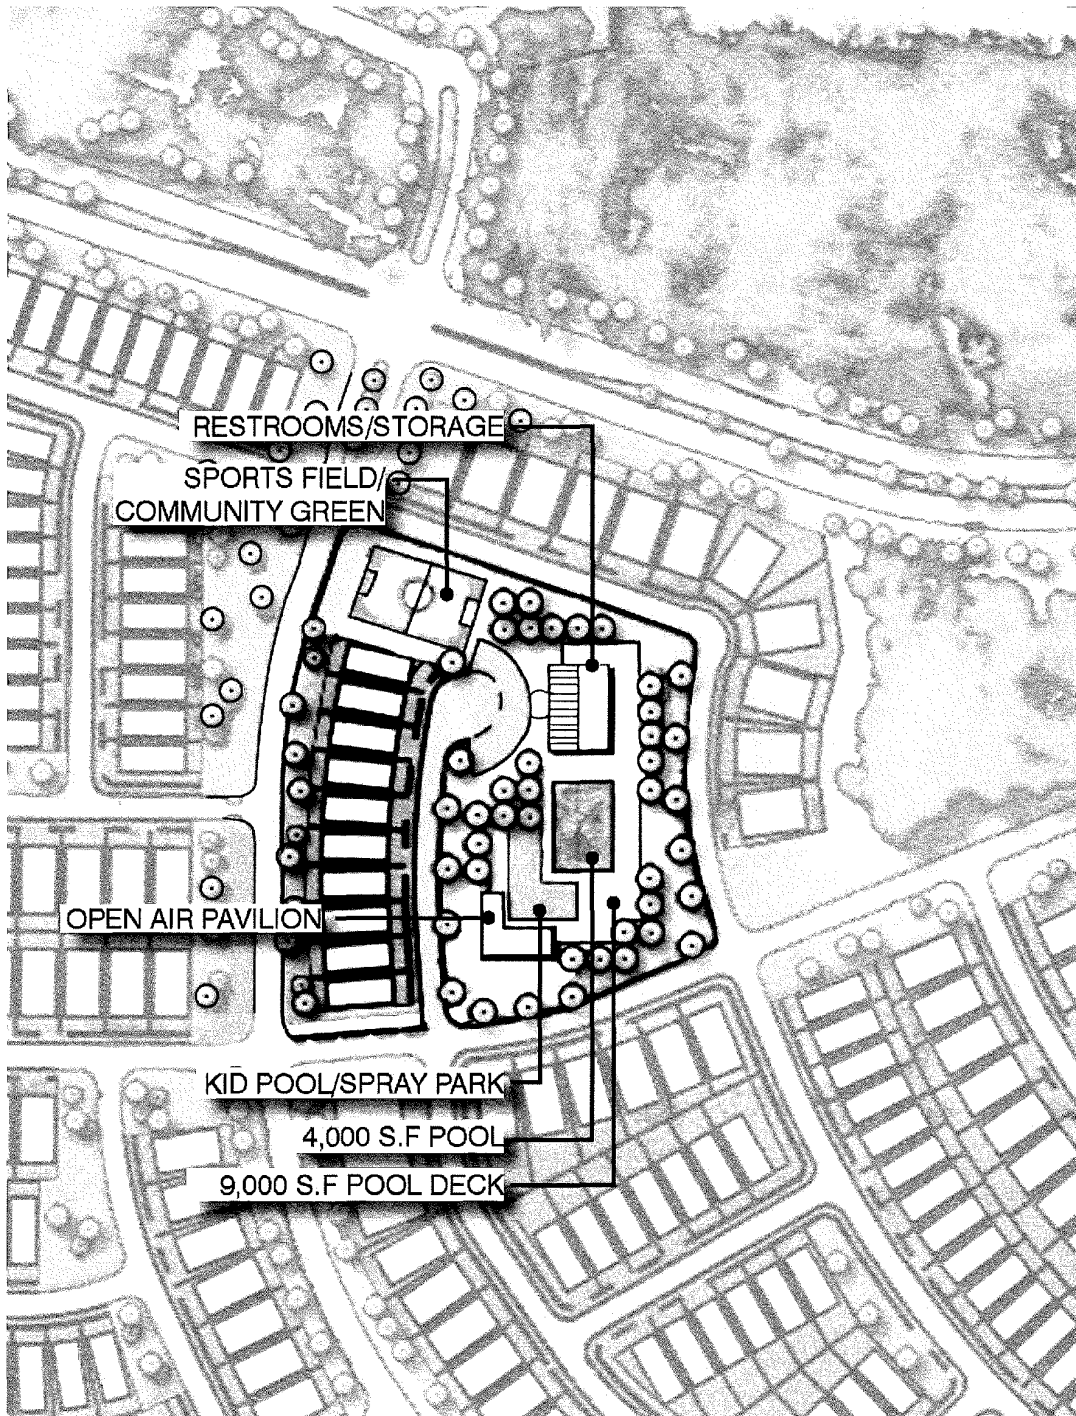 RESTROOMS/STORAGE
SPORTS FIELD/
COMMUNITY GREEN
OPEN AIR PAVILION
KID POOL/SPRAY PARK
4,000 S.F POOL
9,000 S.F POOL DECK